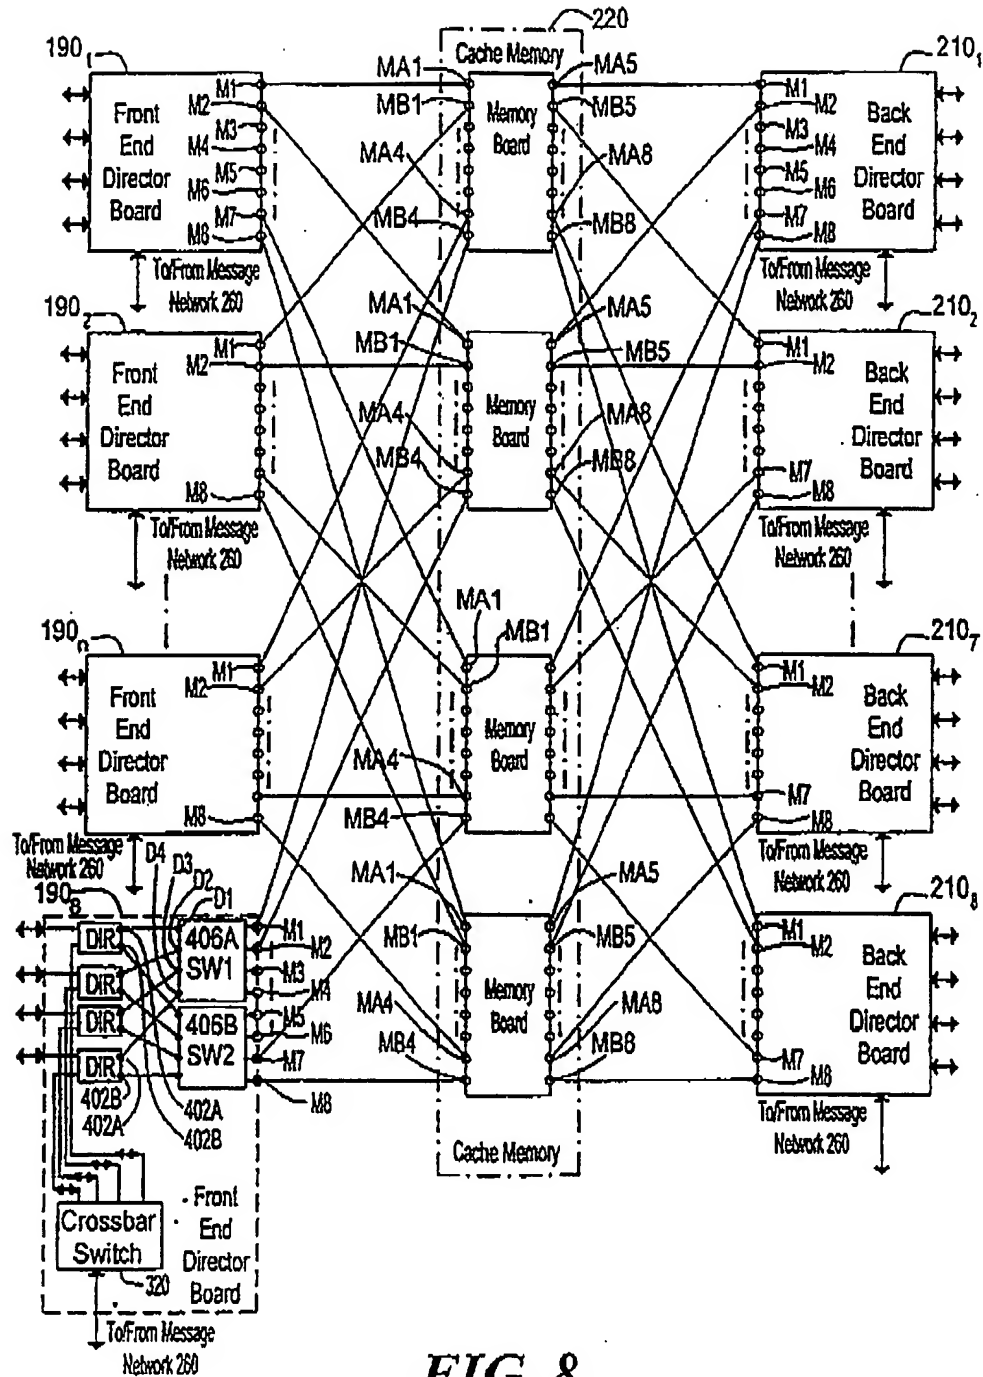 220
190
1
Cache Memory
210
1
MA1
MA5
M1
M2
M3
M4
M5
M6
M7
M8
Front
End
Director
Board
MB1
Memory
Board
MB5
MA4
MA8
MB4
MB8
M1
M2
M3
M4
M5
M6
M7
M8
Back
End
Director
Board
To/From Message
Network 260
To/From Message
Network 260
190
2
210
2
MA1
MA5
M1
M2
M8
Front
End
Director
Board
MB1
MB5
Memory
Board
MA4
MA8
MB4
MB8
M1
M2
M7
M8
Back
End
Director
Board
To/From Message
Network 260
To/From Message
Network 260
190
n
210
7
MA1
MB1
M1
M2
M8
Front
End
Director
Board
Memory
Board
MA4
MB4
M1
M2
M7
M8
Back
End
Director
Board
To/From Message
Network 260
To/From Message
Network 260
190
8
D4
D3
D2
D1
210
8
MA1
MA5
DIR
DIR
DIR
DIR
406A
SW1
406B
SW2
M1
M2
M3
M4
M5
M6
M7
M8
MB1
MB5
Memory
Board
MA4
MA8
MB4
MB8
M1
M2
M7
M8
Back
End
Director
Board
402B
402A
402A
402B
To/From Message
Network 260
Cache Memory
Crossbar
Switch
320
Front
End
Director
Board
To/From Message
Network 260
FIG. 8